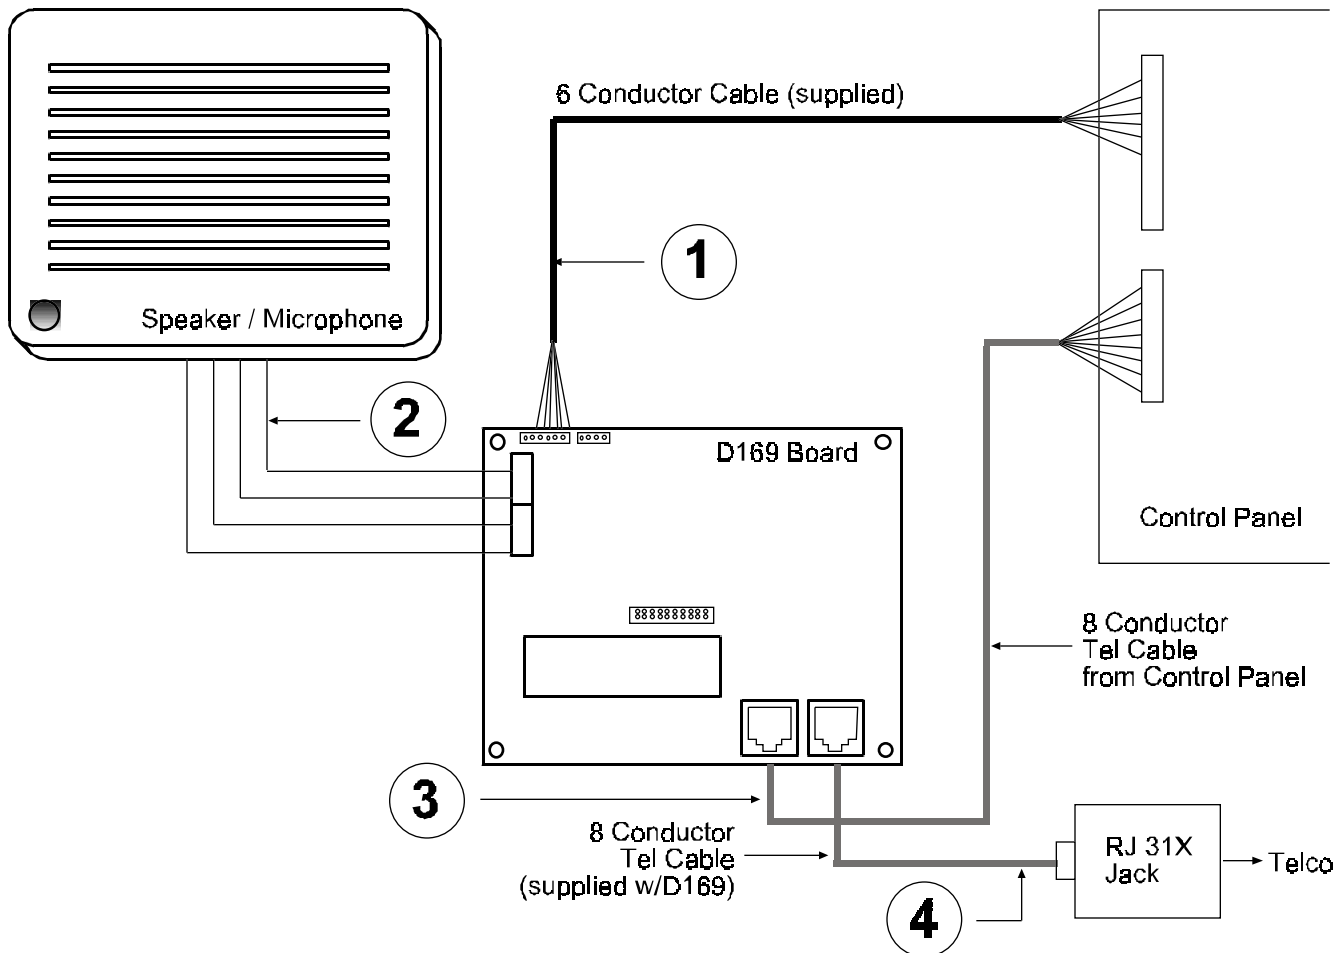 6 Conductor Cable (supplied)
1
Speaker / Microphone
2
D169 Board
Control Panel
8 Conductor
Tel Cable
from Control Panel
3
8 Conductor
Tel Cable
(supplied w/D169)
RJ 31X
Jack
Telco
4